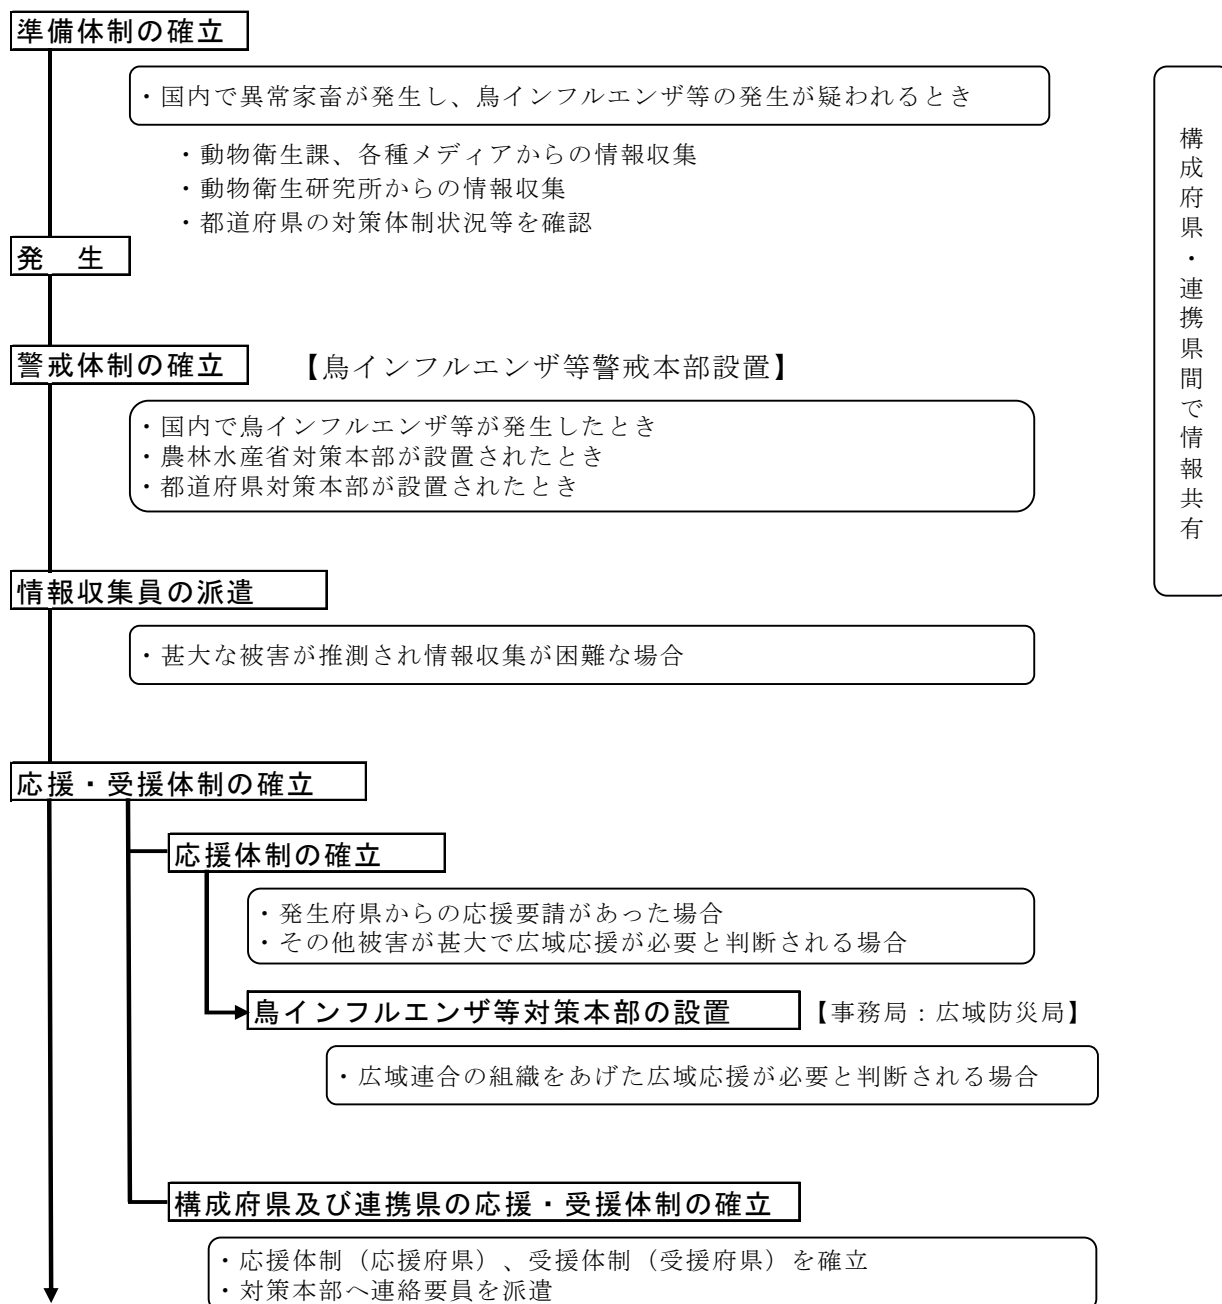 準備体制の確立
・国内で異常家畜が発生し、鳥インフルエンザ等の発生が疑われるとき
・動物衛生課、各種メディアからの情報収集
・動物衛生研究所からの情報収集
・都道府県の対策体制状況等を確認
発　生
警戒体制の確立　【鳥インフルエンザ等警戒本部設置】
・国内で鳥インフルエンザ等が発生したとき
・農林水産省対策本部が設置されたとき
・都道府県対策本部が設置されたとき
情報収集員の派遣
・甚大な被害が推測され情報収集が困難な場合
応援・受援体制の確立
応援体制の確立
・発生府県からの応援要請があった場合
・その他被害が甚大で広域応援が必要と判断される場合
鳥インフルエンザ等対策本部の設置　【事務局：広域防災局】
・広域連合の組織をあげた広域応援が必要と判断される場合
構成府県及び連携県の応援・受援体制の確立
・応援体制（応援府県）、受援体制（受援府県）を確立
・対策本部へ連絡要員を派遣
構成府県・連携県間で情報共有